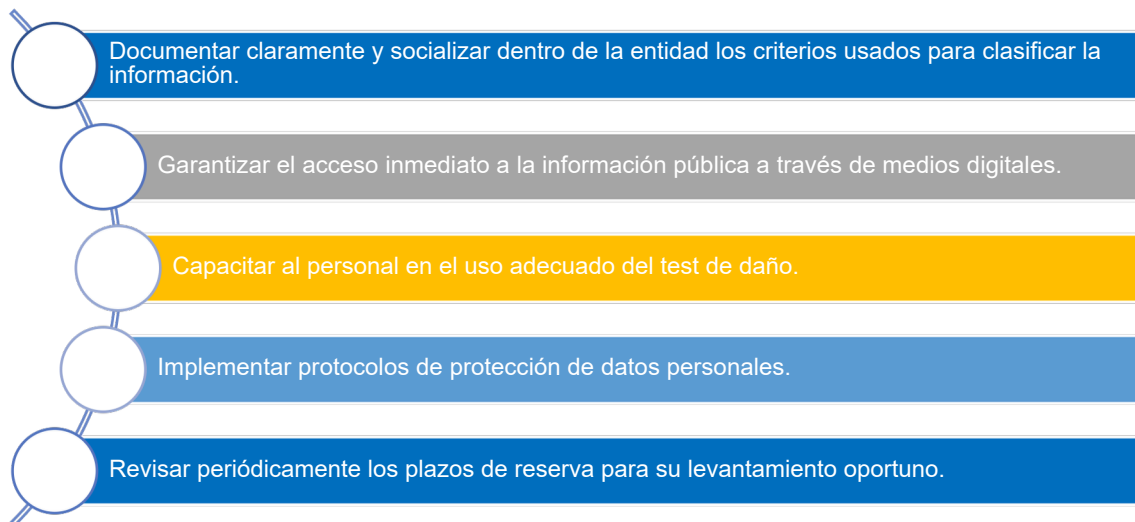 Documentar claramente y socializar dentro de la entidad los criterios usados para clasificar la
información.
Garantizar el acceso inmediato a la información pública a través de medios digitales.
Capacitar al personal en el uso adecuado del test de daño.
Implementar protocolos de protección de datos personales.
Revisar periódicamente los plazos de reserva para su levantamiento oportuno.